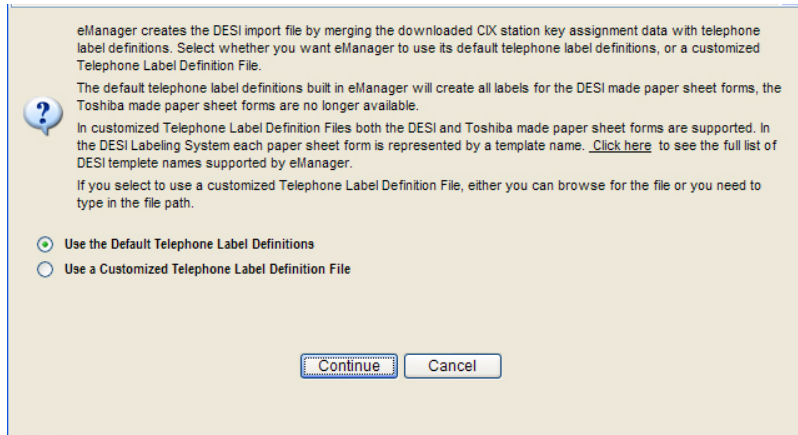 eManager creates the DESI import file by merging the downloaded CIX station key assignment data with telephone
label definitions. Select whether you want eManager to use its default telephone label definitions, or a customized
Telephone Label Definition File.
The default telephone label definitions built in eManager will create all labels for the DESI made paper sheet forms, the
Toshiba made paper sheet forms are no longer available.
In customized Telephone Label Definition Files both the DESI and Toshiba made paper sheet forms are supported. In
the DESI Labeling System each paper sheet form is represented by a template name. Click here to see the full list of
DESI templete names supported by eManager.
If you select to use a customized Telephone Label Definition File, either you can browse for the file or you need to
type in the file path.
Use the Default Telephone Label Definitions
Use a Customized Telephone Label Definition File
Continue Cancel